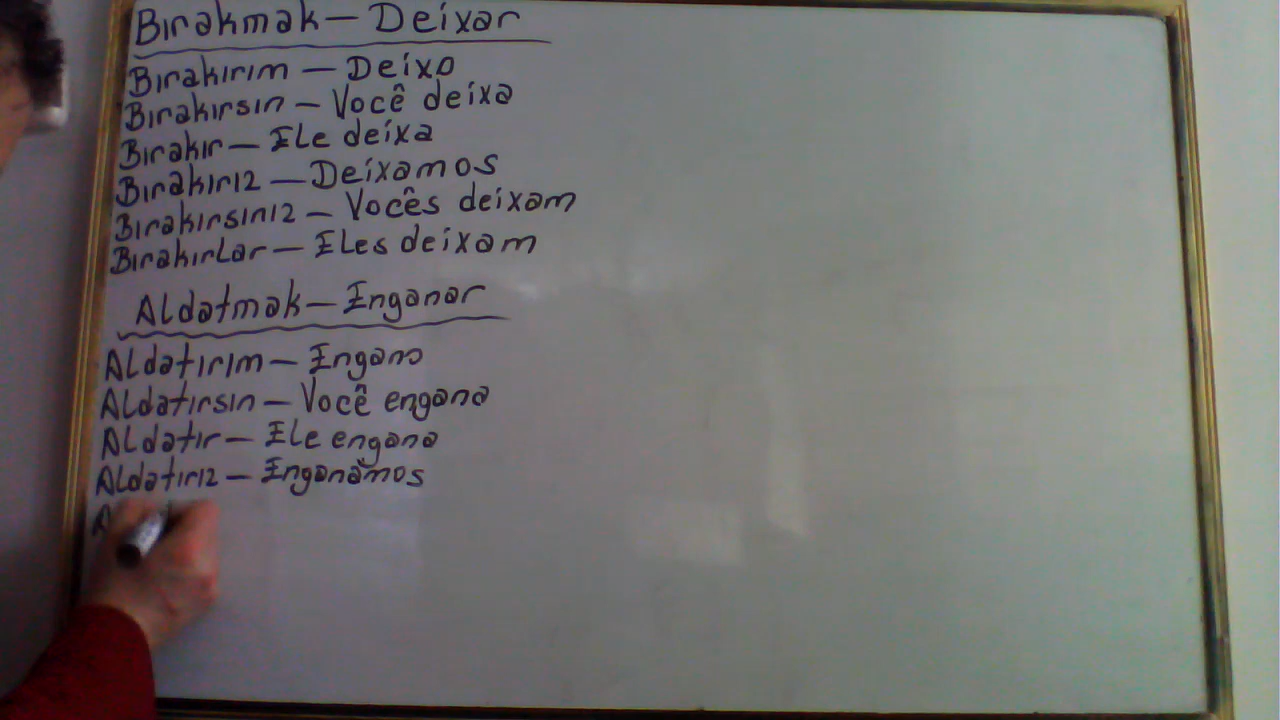 Bırakmak — Deixar
Bırakırım — Deixo
Bırakırsın — Você deixa
Bırakır — Ele deixa
Bırakırız — Deixamos
Bırakırsınız — Vocês deixam
Bırakırlar — Eles deixam
Aldatmak — Enganar
Aldatırım — Engano
Aldatırsın — Você engana
Aldatır — Ele engana
Aldatırız — Enganamos
A